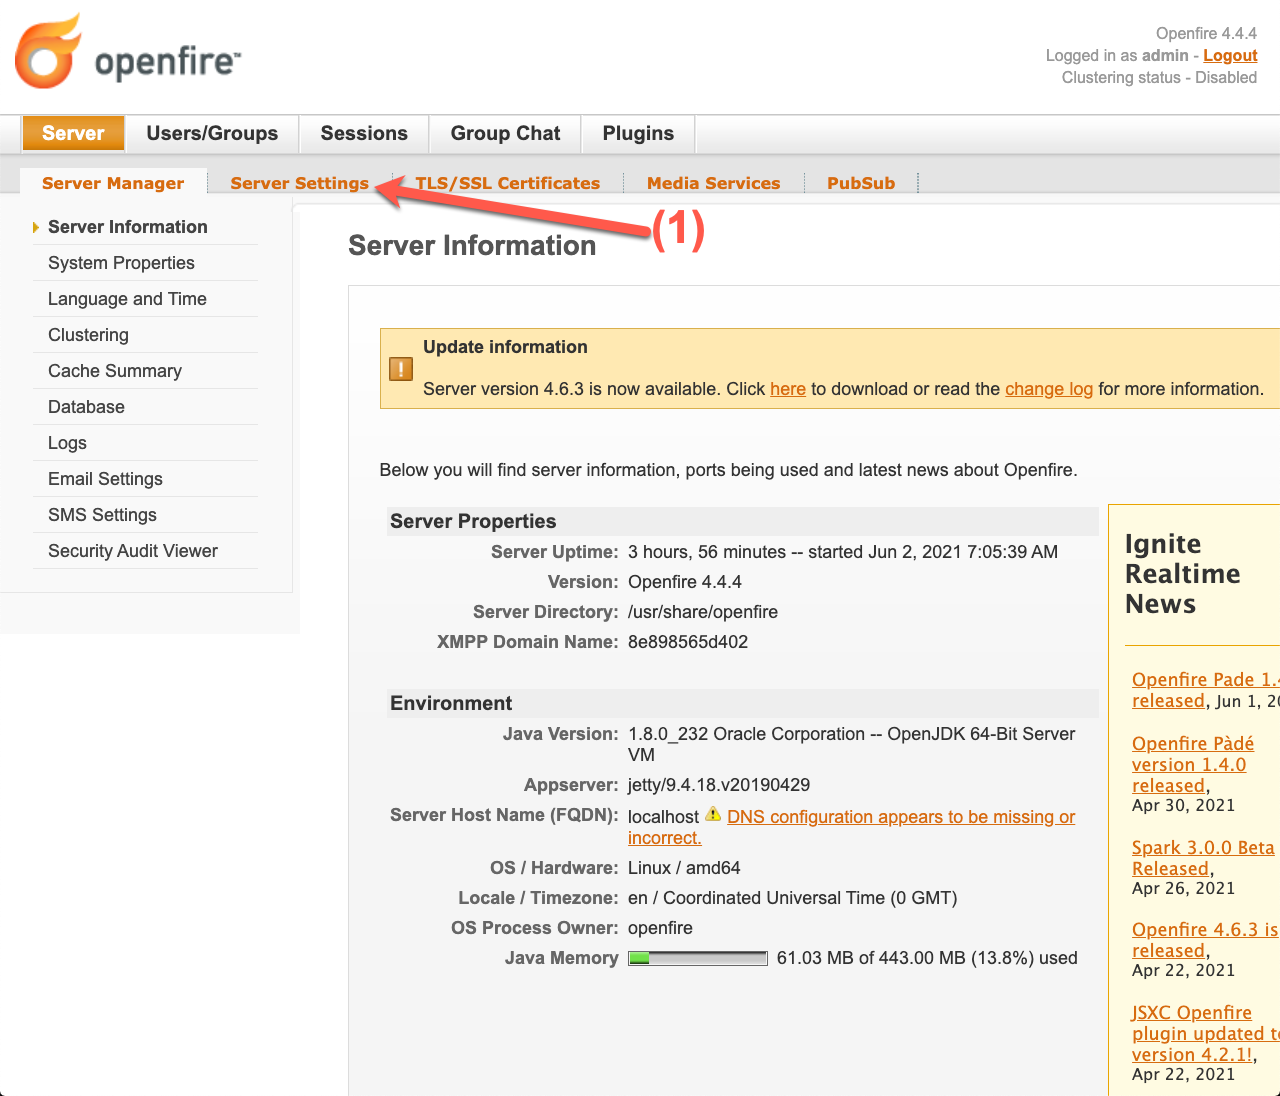 openfire™
Openfire 4.4.4
Logged in as admin - Logout
Clustering status - Disabled
Server
Users/Groups
Sessions
Group Chat
Plugins
Server Manager
Server Settings
TLS/SSL Certificates
Media Services
PubSub
(1)
Server Information
System Properties
Language and Time
Clustering
Cache Summary
Database
Logs
Email Settings
SMS Settings
Security Audit Viewer
Server Information
Update information
Server version 4.6.3 is now available. Click here to download or read the change log for more information.
Below you will find server information, ports being used and latest news about Openfire.
Server Properties
Server Uptime: 3 hours, 56 minutes -- started Jun 2, 2021 7:05:39 AM
Version: Openfire 4.4.4
Server Directory: /usr/share/openfire
XMPP Domain Name: 8e898565d402
Environment
Java Version: 1.8.0_232 Oracle Corporation -- OpenJDK 64-Bit Server
VM
Appserver: jetty/9.4.18.v20190429
Server Host Name (FQDN): localhost DNS configuration appears to be missing or
incorrect.
OS / Hardware: Linux / amd64
Locale / Timezone: en / Coordinated Universal Time (0 GMT)
OS Process Owner: openfire
Java Memory 61.03 MB of 443.00 MB (13.8%) used
Ignite
Realtime
News
Openfire Pade 1.
released, Jun 1,
Openfire Pàdé
version 1.4.0
released,
Apr 30, 2021
Spark 3.0.0 Beta
Released,
Apr 26, 2021
Openfire 4.6.3 is
released,
Apr 22, 2021
JSXC Openfire
plugin updated to
version 4.2.1!,
Apr 22, 2021